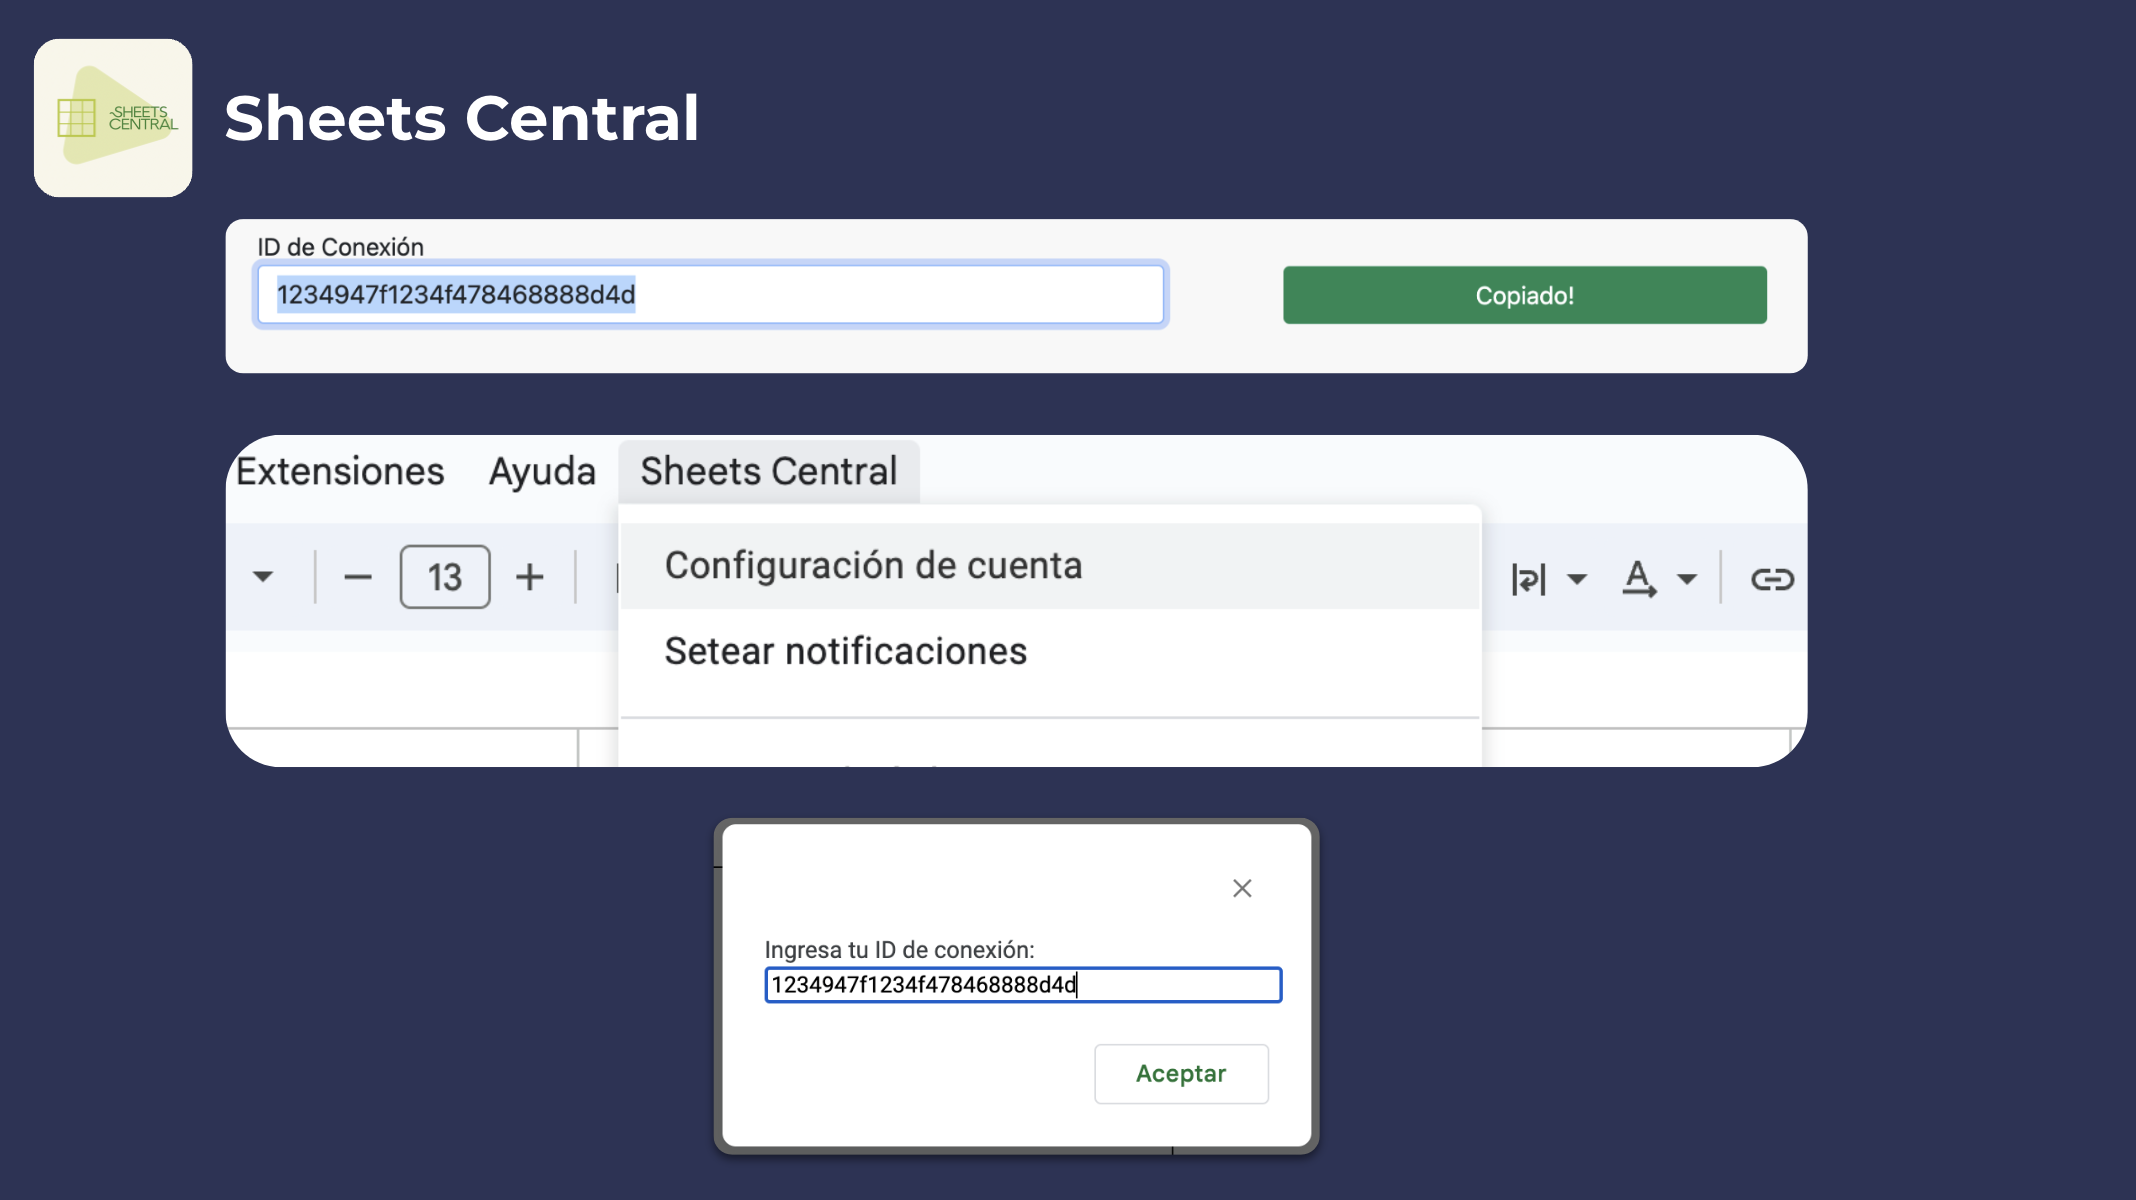 SHEETS
CENTRAL
Sheets Central
ID de Conexión
1234947f1234f478468888d4d
Copiado!
Extensiones Ayuda Sheets Central
13
Configuración de cuenta
Setear notificaciones
Ingresa tu ID de conexión:
1234947f1234f478468888d4d
Aceptar